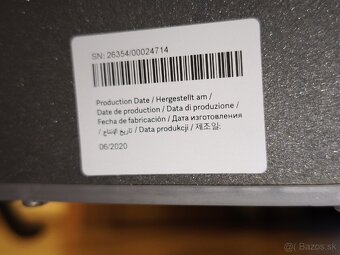 SN: 26354/00024714
Production Date / Hergestellt am /
Date de production / Data di produzione /
Fecha de fabricación / Дата изготовления
/ تاريخ الإنتاج / Data produkcji / 제조일:
06/2020
Bazos.sk